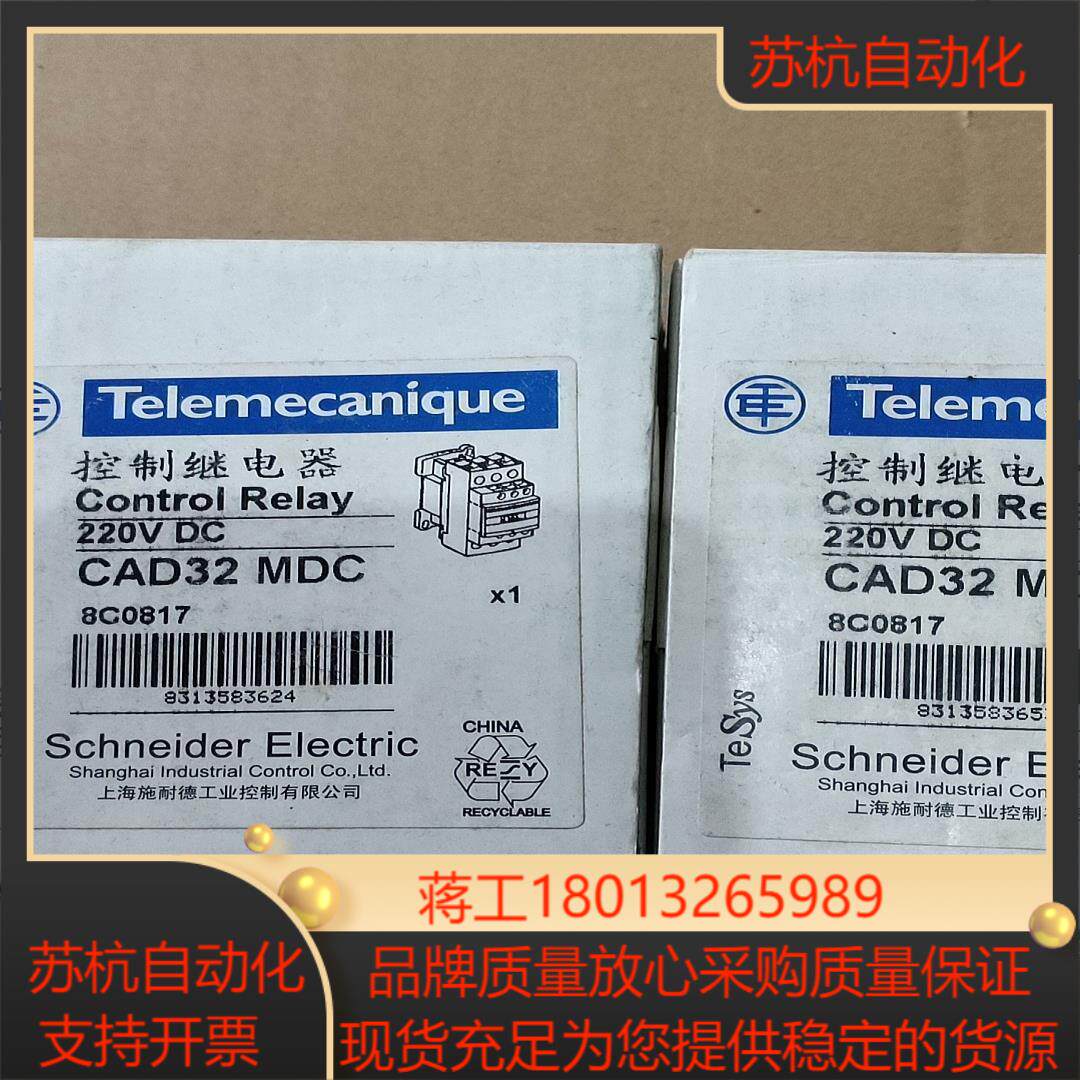 苏杭自动化
Telemecanique
控制继电器
Control Relay
220V DC
CAD32 MDC
x1
8C0817
8313583624
CHINA
RESY
RECYCLABLE
Schneider Electric
Shanghai Industrial Control Co.,Ltd.
上海施耐德工业控制有限公司
Telem
控制继电
Control Re
220V DC
CAD32 M
8C0817
831358365
TeSys
Schneider E
Shanghai Industrial Con
上海施耐德工业控制
蒋工18013265989
苏杭自动化
支持开票
品牌质量放心采购质量保证
现货充足为您提供稳定的货源